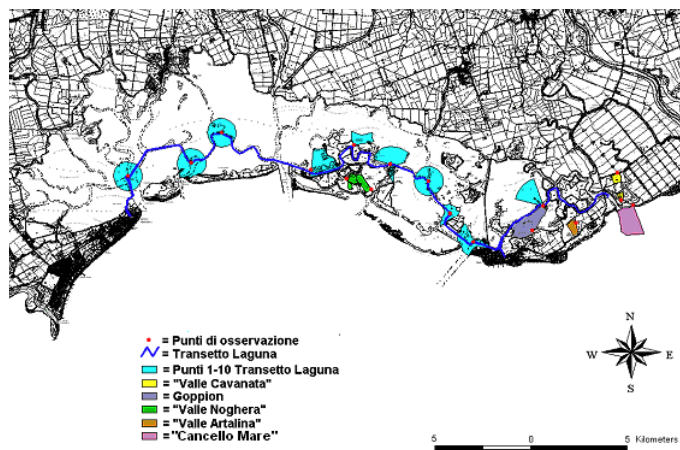 N
W E
S
= Punti di osservazione
= Transetto Laguna
= Punti 1-10 Transetto Laguna
= "Valle Cavanata"
= Goppion
= "Valle Noghera"
= "Valle Artalina"
= "Cancello Mare"
5 0 5 Kilometers